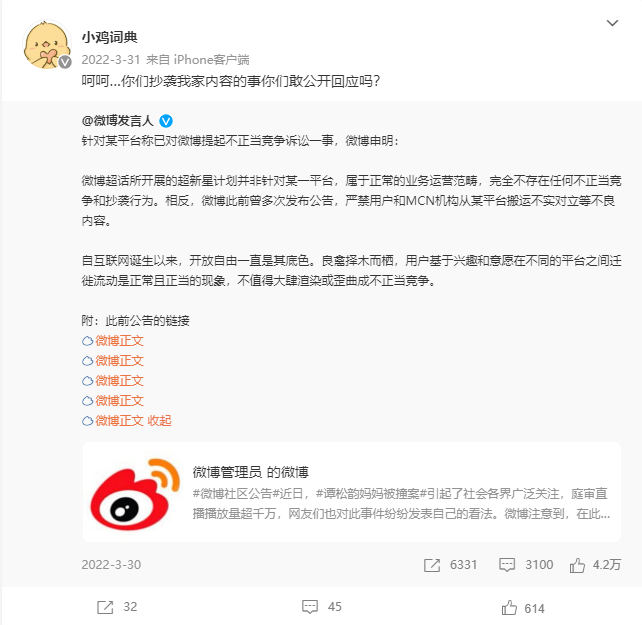 小鸡词典
2022-3-31 来自 iPhone客户端
呵呵...你们抄袭我家内容的事你们敢公开回应吗？
@微博发言人
针对某平台称已对微博提起不正当竞争诉讼一事，微博申明：
微博超话所开展的超新星计划并非针对某一平台，属于正常的业务运营范畴，完全不存在任何不正当竞
争和抄袭行为。相反，微博此前曾多次发布公告，严禁用户和MCN机构从某平台搬运不实对立等不良
内容。
自互联网诞生以来，开放自由一直是其底色。良禽择木而栖，用户基于兴趣和意愿在不同的平台之间迁
徙流动是正常且正当的现象，不值得大肆渲染或歪曲成不正当竞争。
附：此前公告的链接
微博正文
微博正文
微博正文
微博正文
微博正文 收起
微博管理员 的微博
#微博社区公告#近日，#谭松韵妈妈被撞案#引起了社会各界广泛关注，庭审直
播播放量超千万，网友们也对此事件纷纷发表自己的看法。微博注意到，在此...
2022-3-30
6331
3100
4.2万
32
45
614